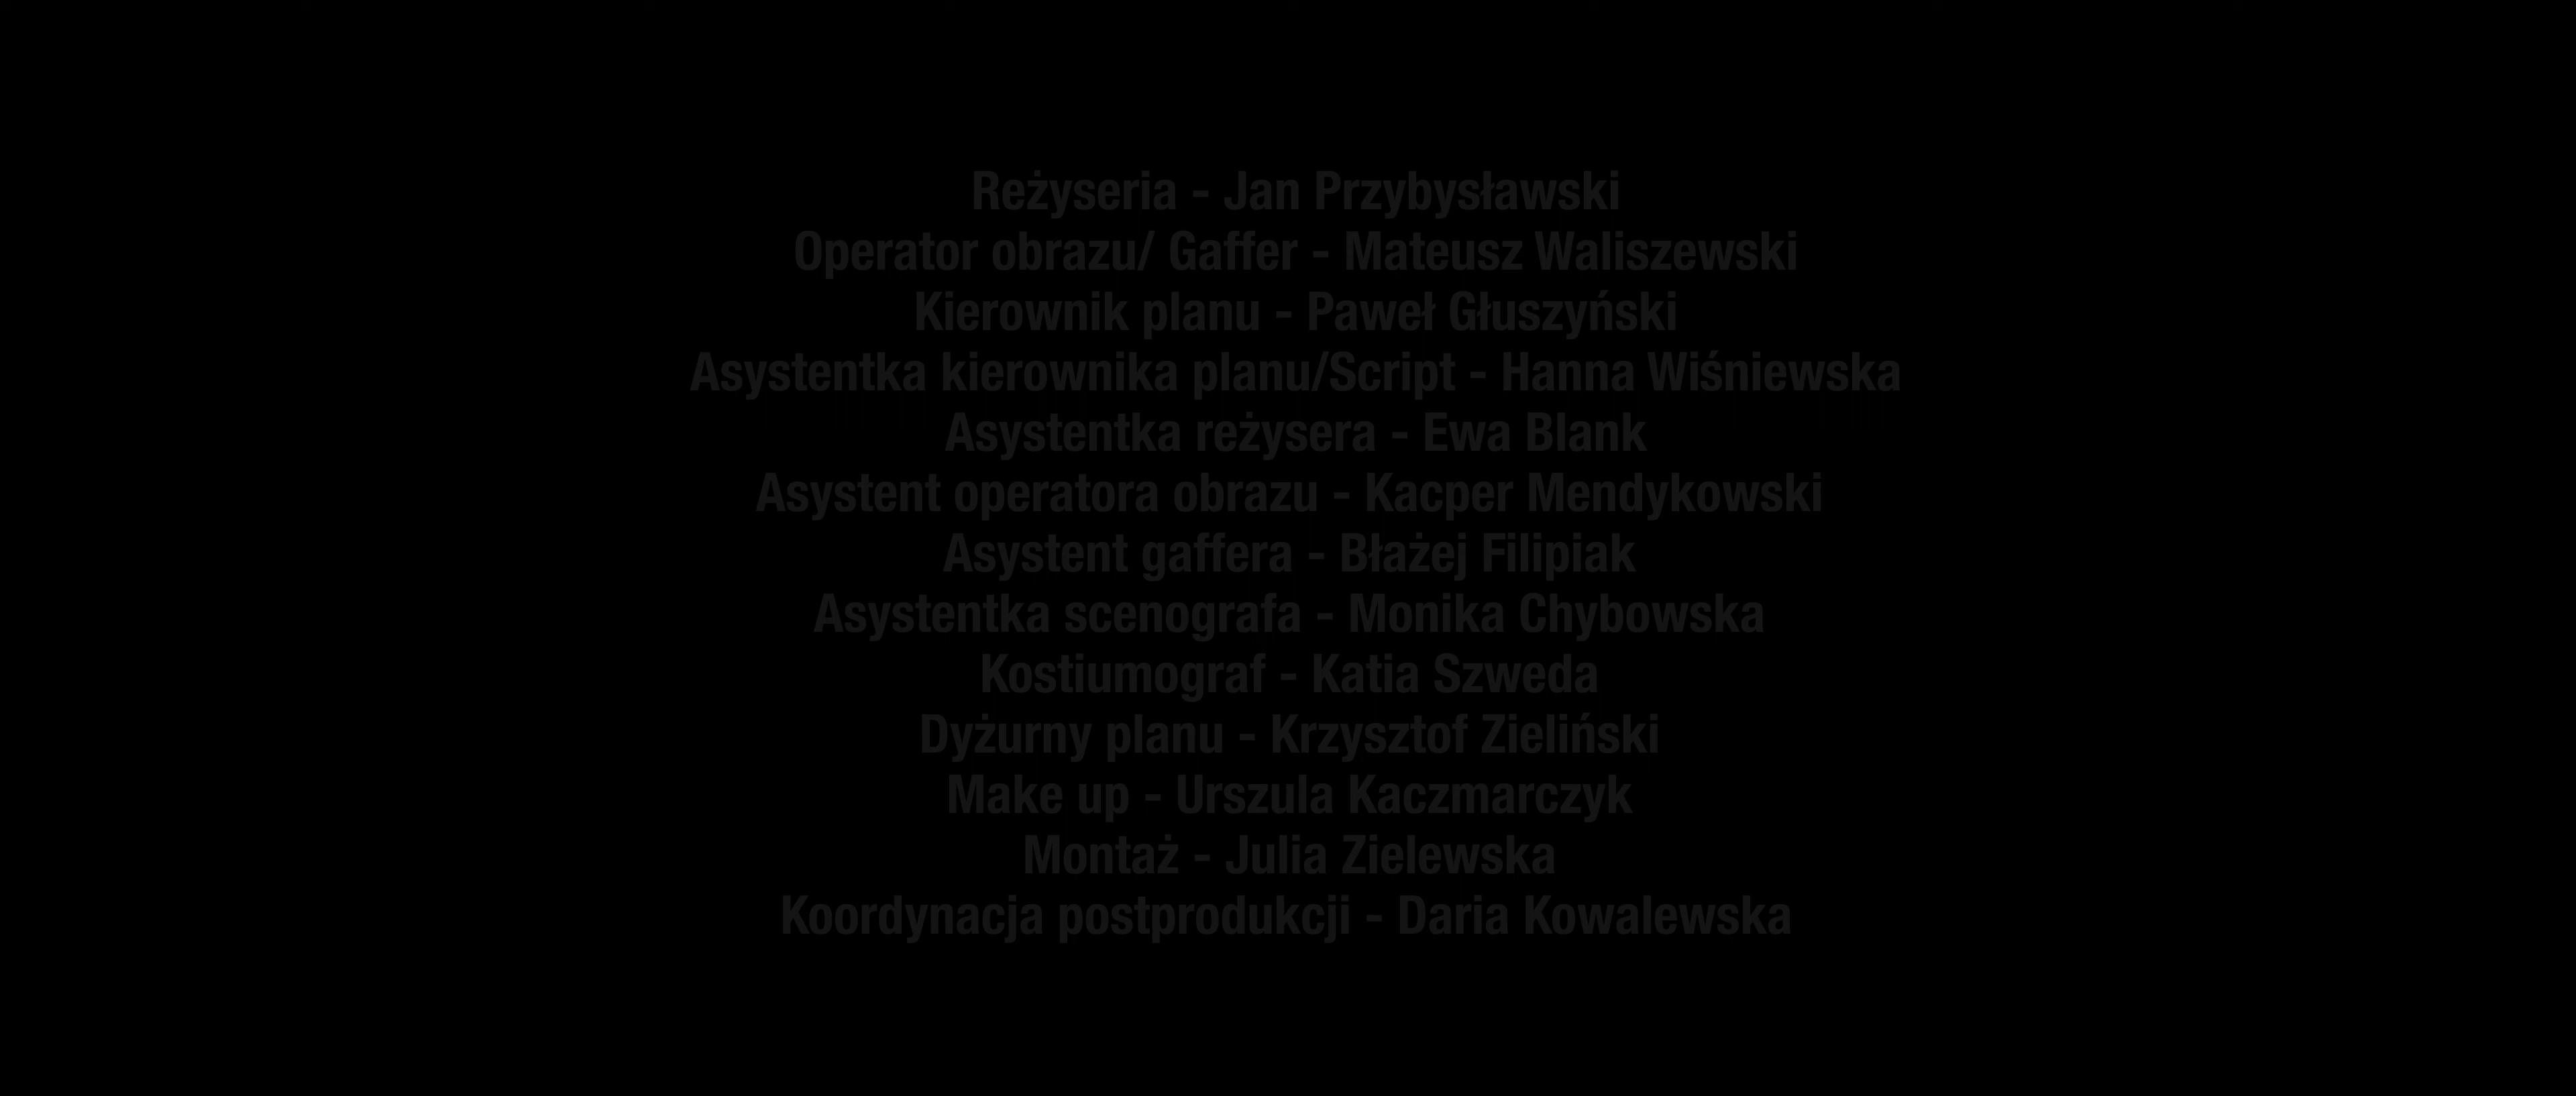 Reżyseria - Jan Przybysławski
Operator obrazu/ Gaffer - Mateusz Waliszewski
Kierownik planu - Paweł Głuszyński
Asystentka kierownika planu/Script - Hanna Wiśniewska
Asystentka reżysera - Ewa Blank
Asystent operatora obrazu - Kacper Mendykowski
Asystent gaffera - Błażej Filipiak
Asystentka scenografa - Monika Chybowska
Kostiumograf - Katia Szweda
Dyżurny planu - Krzysztof Zieliński
Make up - Urszula Kaczmarczyk
Montaż - Julia Zielewska
Koordynacja postprodukcji - Daria Kowalewska